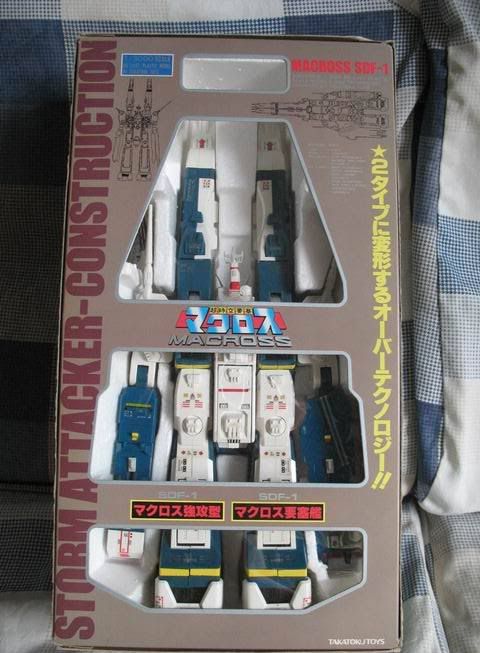 1/3000 SCALE
MACROSS SDF-1
STORM ATTACKER-CONSTRUCTION
★2タイプに変形するオーバーテクノロジー!!
超時空要塞
マクロス
MACROSS
SDF-1
マクロス強攻型
SDF-1
マクロス要塞艦
TAKATOKU TOYS